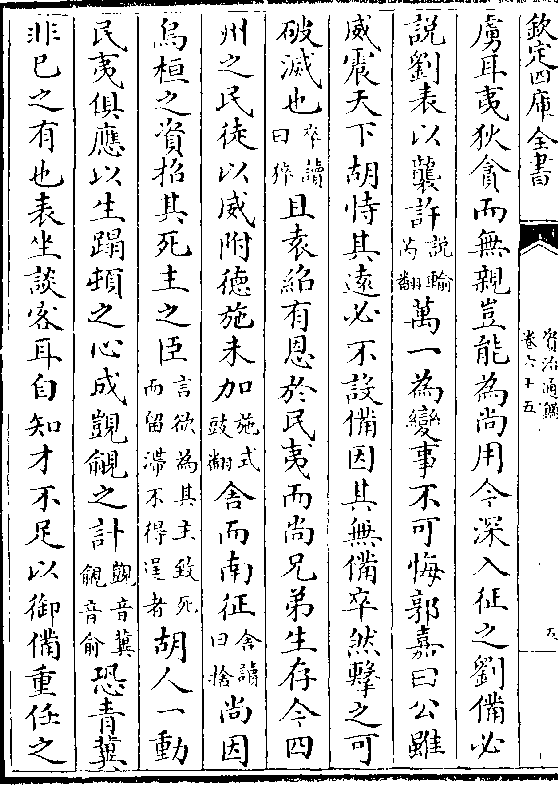 欽定四庫全書
資治通鑑
卷六十五
五
虜耳夷狄貪而無親豈能為尚用今深入征之劉備必
說劉表以襲許說輸芮翻萬一為變事不可悔郭嘉曰公雖
威震天下胡恃其遠必不設備因其無備卒然擊之可
破滅也卒讀曰猝且袁紹有恩於民夷而尚兄弟生存今四
州之民徒以威附德施未加施式豉翻舍而南征舍讀曰捨尚因
烏桓之資招其死主之臣言欲為其主致死而留滯不得逞者胡人一動
民夷俱應以生蹋頓之心成覬覦之計覬音冀覦音俞恐青冀
非已之有也表坐談客耳自知才不足以御備重任之